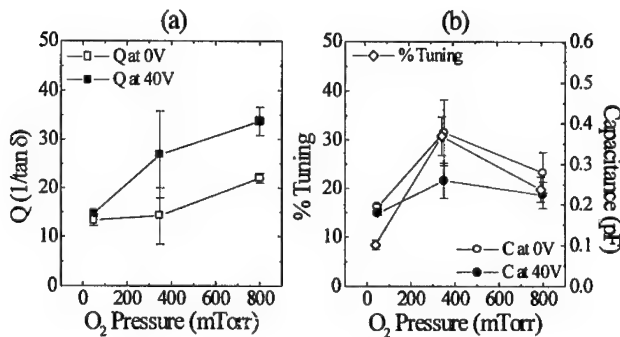 (a)
Q at 0V
Q at 40V
Q (1/tan δ)
50
40
30
20
10
0
0 200 400 600 800
O2 Pressure (mTorr)
(b)
% Tuning
% Tuning
50
40
30
20
10
0
0.6
0.5
0.4
0.3
0.2
0.1
0.0
Capacitance (pF)
C at 0V
C at 40V
0 200 400 600 800
O2 Pressure (mTorr)